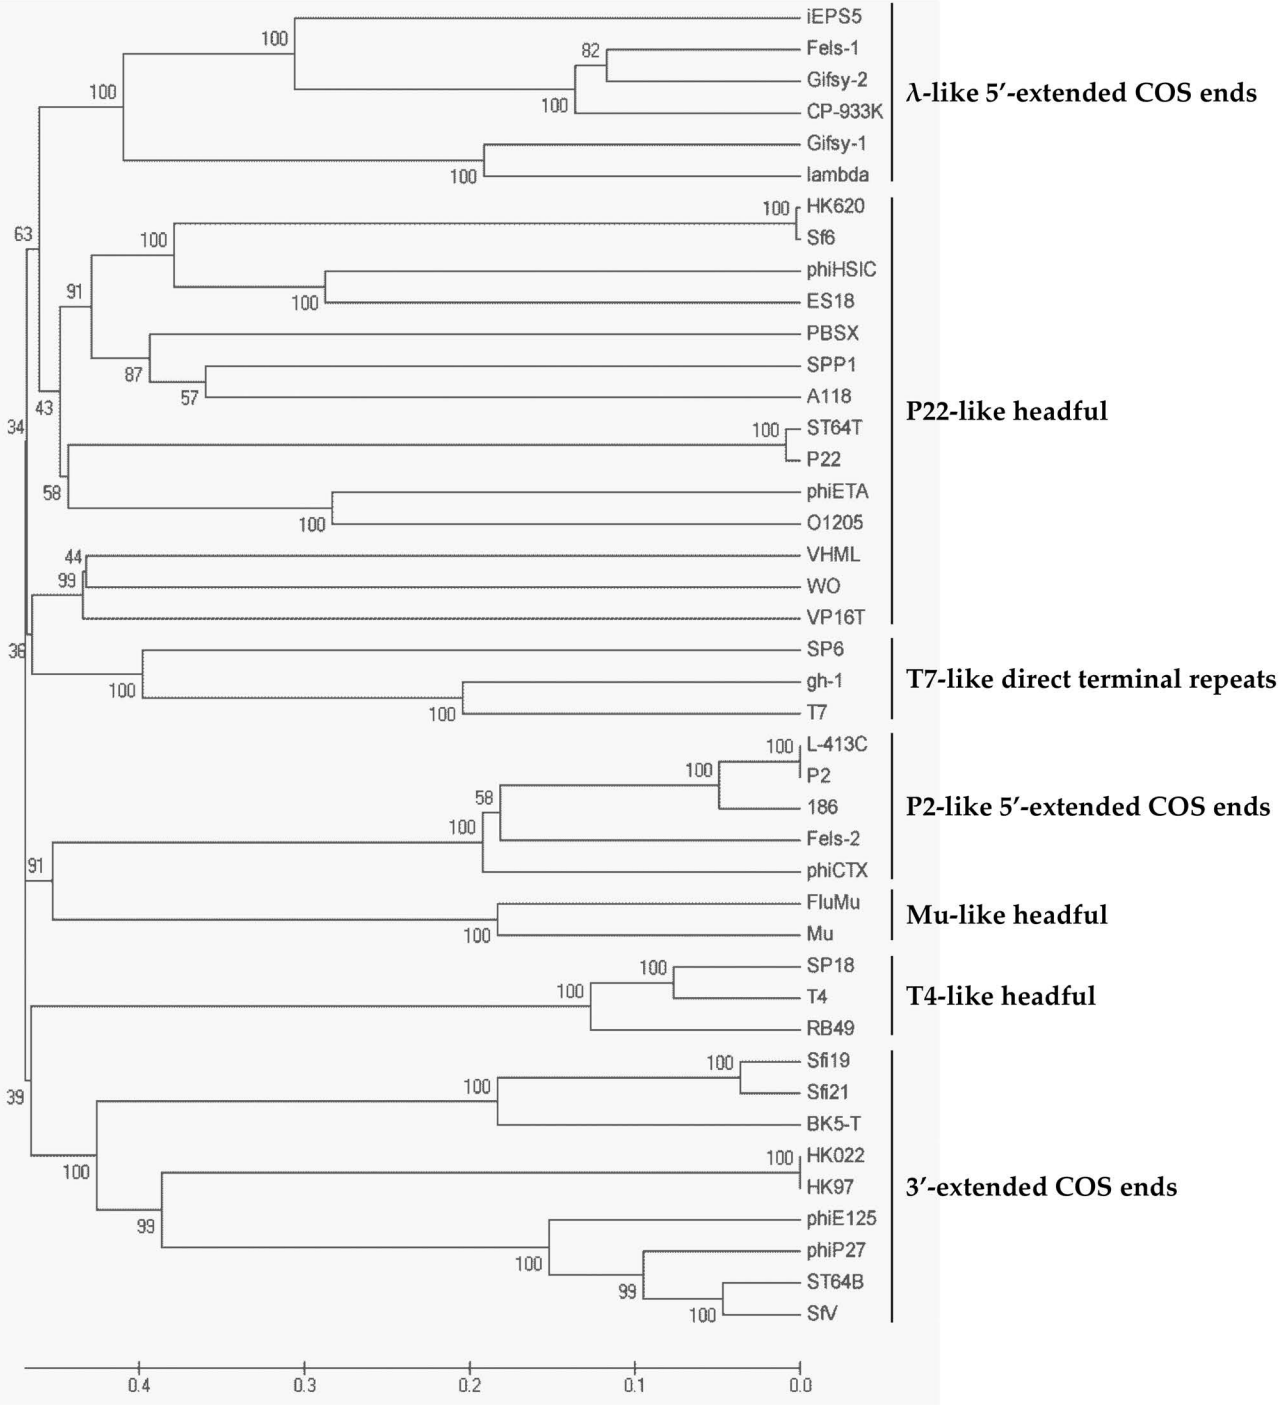 iEPS5
100
Fels-1
82
Gifsy-2
λ-like 5’-extended COS ends
100
100
CP-933K
Gifsy-1
100
lambda
100
HK620
63
100
Sf6
phiHSIC
91
100
ES18
PBSX
SPP1
87
57
A118
43
P22-like headful
34
100
ST64T
P22
58
phiETA
100
O1205
44
VHML
99
WO
VP16T
38
SP6
100
gh-1
T7-like direct terminal repeats
100
T7
100
L-413C
100
P2
58
186
P2-like 5’-extended COS ends
100
Fels-2
91
phiCTX
FluMu
Mu-like headful
100
Mu
100
SP18
100
T4
T4-like headful
RB49
100
Sfi19
39
100
Sfi21
BK5-T
100
100
HK022
HK97
3’-extended COS ends
99
phiE125
100
phiP27
99
ST64B
100
SfV
0.4 0.3 0.2 0.1 0.0